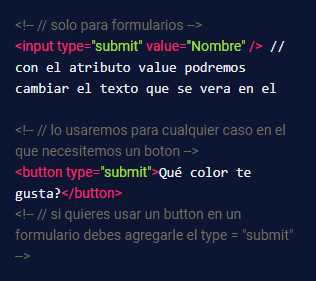 <!-- // solo para formularios -->
<input type="submit" value="Nombre" /> //
con el atributo value podremos
cambiar el texto que se vera en el
<!-- // lo usaremos para cualquier caso en el
que necesitemos un boton -->
<button type="submit">Qué color te
gusta?</button>
<!-- // si quieres usar un button en un
formulario debes agregarle el type = "submit"
-->